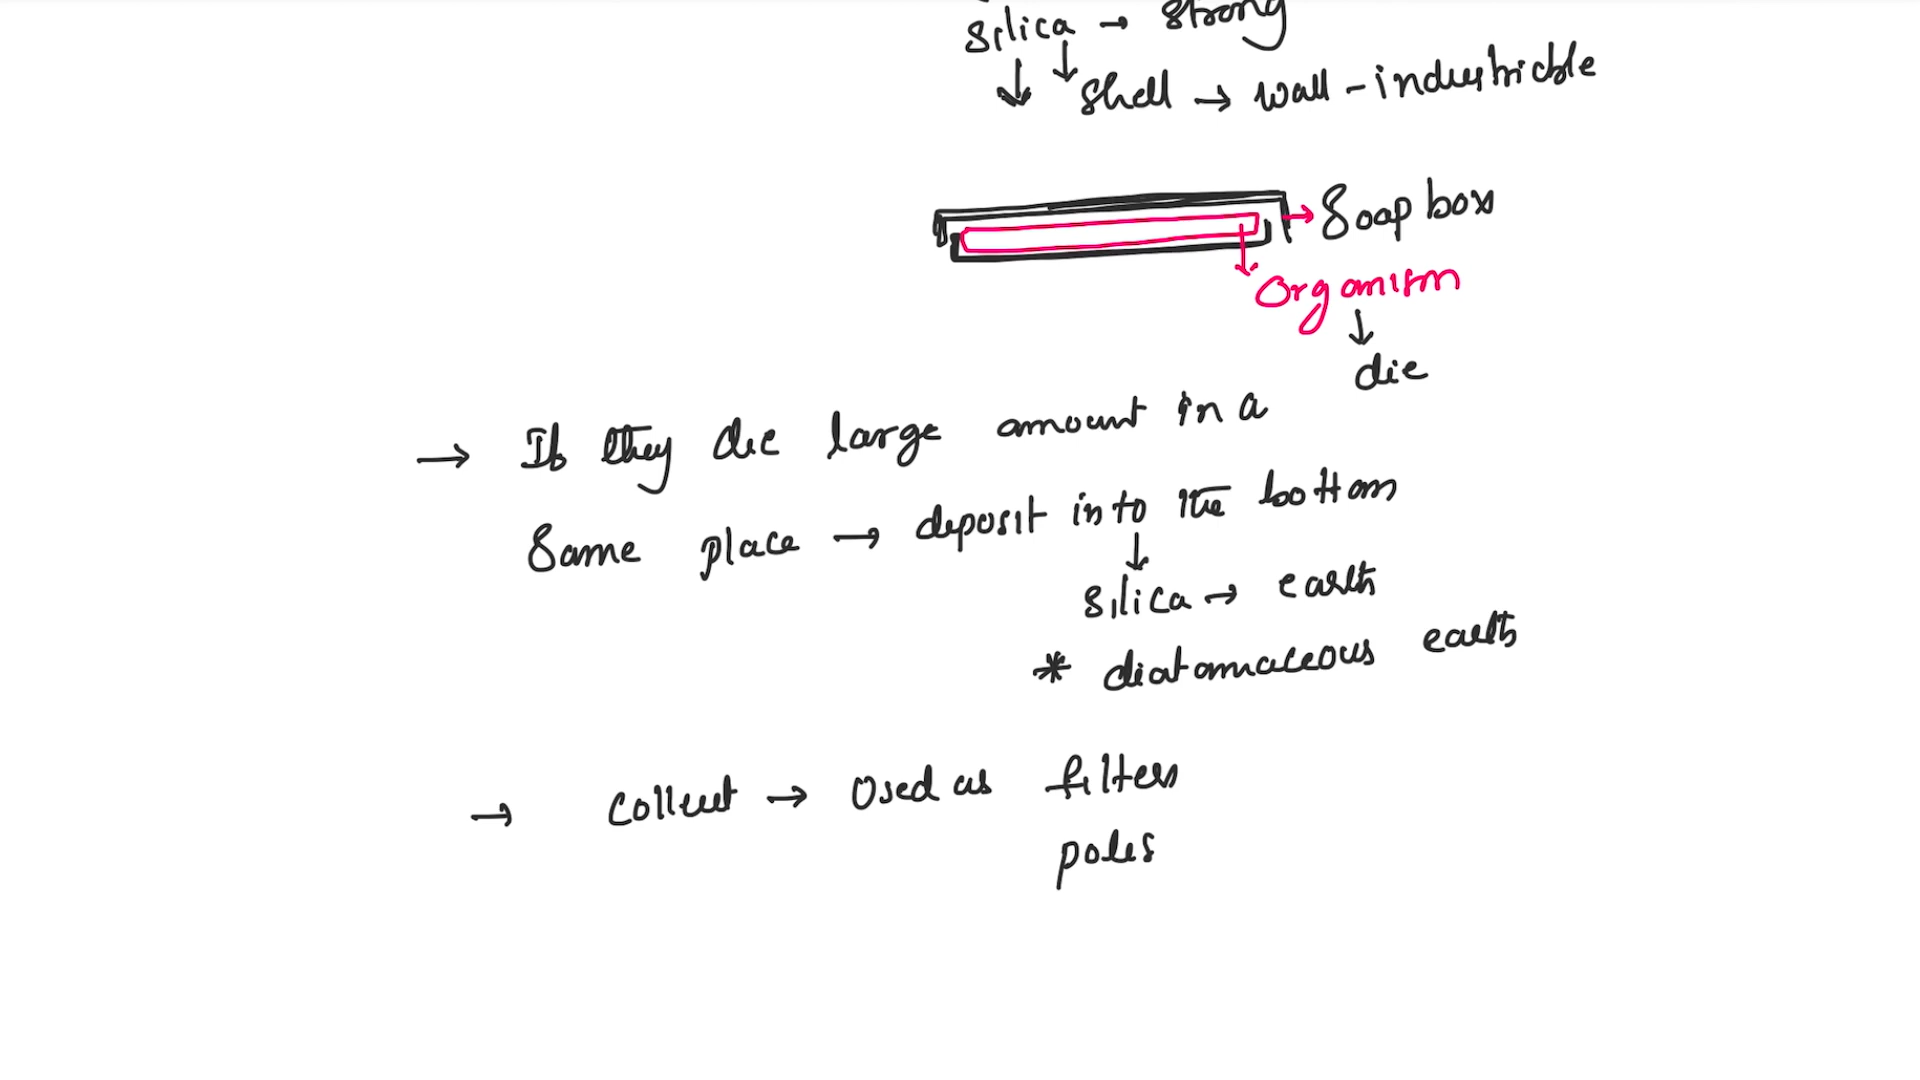 Silica → Strong
↓ ↓ Shell → wall - industrichle
→ Soap box
Organism
↓
die
→ If they die large amount in a
Same place → deposit into the bottom
↓
Silica → earth
* diatomaceous earth
→ Collect → Used as filters
poles